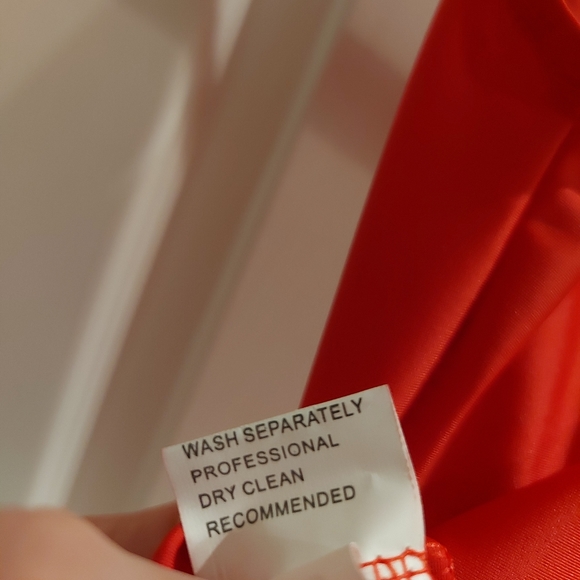 WASH SEPARATELY
PROFESSIONAL
DRY CLEAN
RECOMMENDED